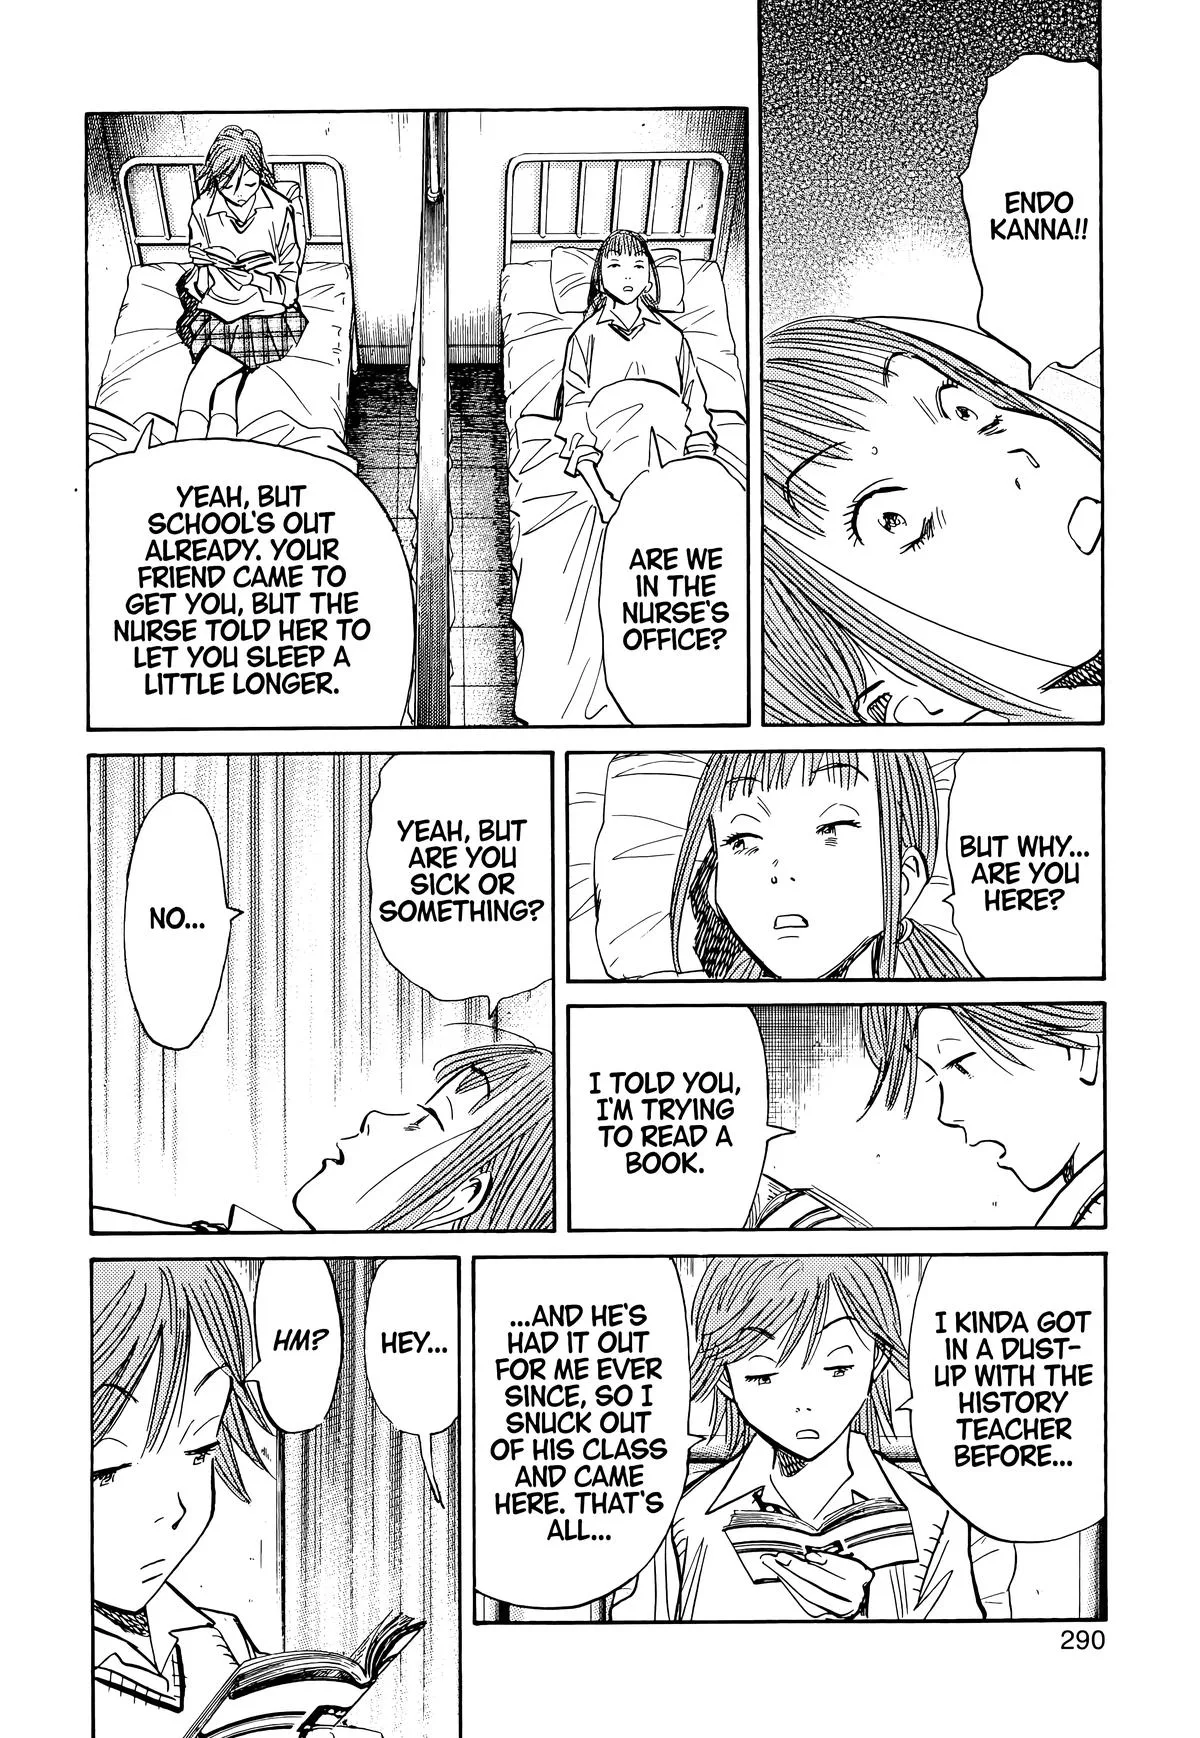 ENDO
KANNA!!
ARE WE
IN THE
NURSE'S
OFFICE?
YEAH, BUT
SCHOOL'S OUT
ALREADY. YOUR
FRIEND CAME TO
GET YOU, BUT THE
NURSE TOLD HER TO
LET YOU SLEEP A
LITTLE LONGER.
BUT WHY...
ARE YOU
HERE?
I TOLD YOU,
I'M TRYING
TO READ A
BOOK.
YEAH, BUT
ARE YOU
SICK OR
SOMETHING?
NO...
I KINDA GOT
IN A DUST-
UP WITH THE
HISTORY
TEACHER
BEFORE...
...AND HE'S
HAD IT OUT
FOR ME EVER
SINCE, SO I
SNUCK OUT
OF HIS CLASS
AND CAME
HERE. THAT'S
ALL...
HEY...
HM?
290